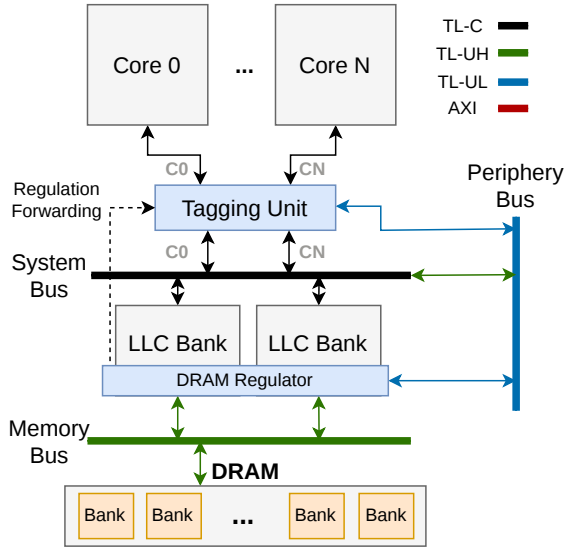 Core 0
...
Core N
TL-C
TL-UH
TL-UL
AXI
C0
CN
Periphery
Bus
Regulation
Forwarding
Tagging Unit
C0
CN
System
Bus
LLC Bank
LLC Bank
DRAM Regulator
Memory
Bus
DRAM
Bank
Bank
...
Bank
Bank